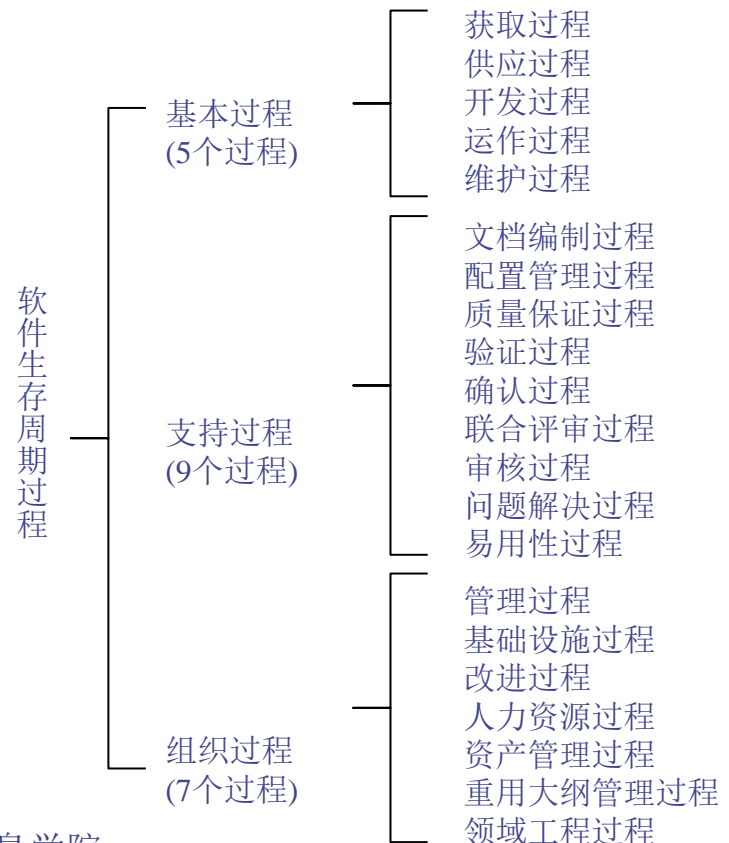 软件生存周期过程
基本过程
(5个过程)
获取过程
供应过程
开发过程
运作过程
维护过程
支持过程
(9个过程)
文档编制过程
配置管理过程
质量保证过程
验证过程
确认过程
联合评审过程
审核过程
问题解决过程
易用性过程
组织过程
(7个过程)
管理过程
基础设施过程
改进过程
人力资源过程
资产管理过程
重用大纲管理过程
领域工程过程
息学院